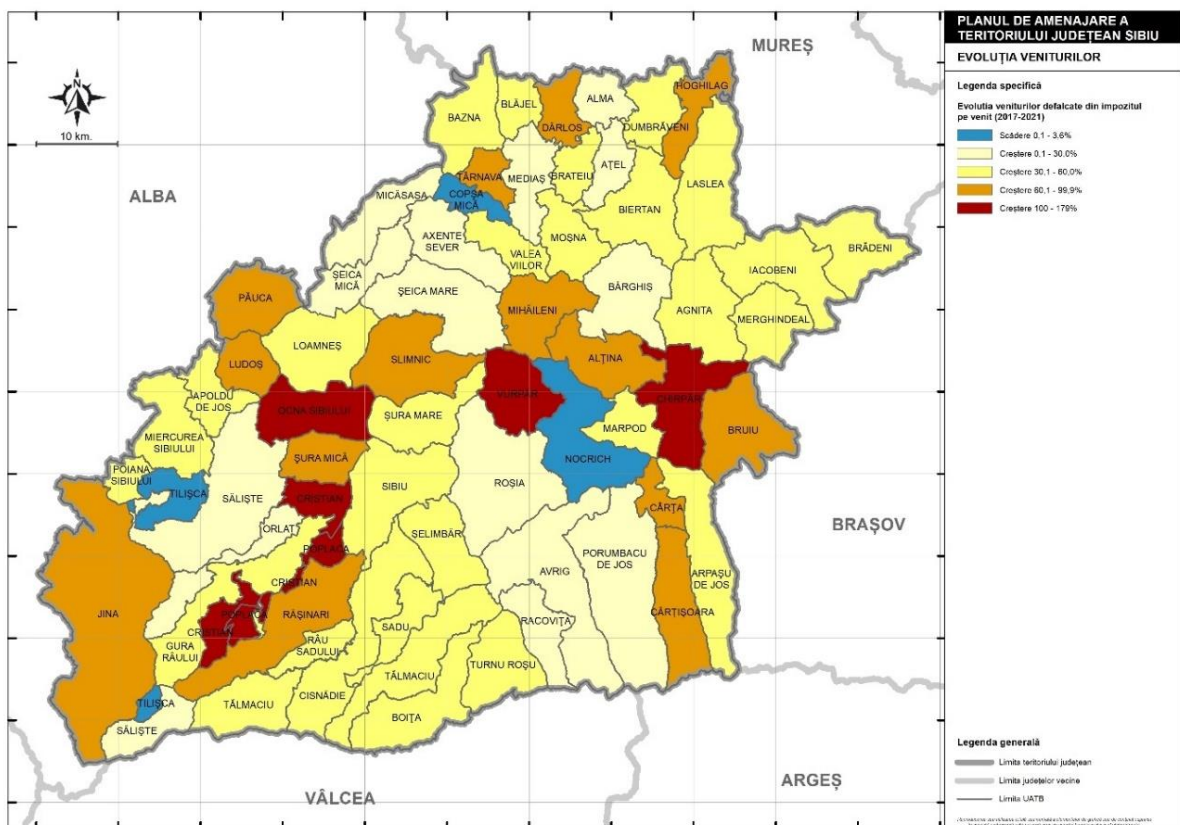 PLANUL DE AMENAJARE A
TERITORIULUI JUDEȚEAN SIBIU
EVOLUȚIA VENITURILOR
Legenda specifică
Evolutia veniturilor defalcate din impozitul
pe venit (2017-2021)
Scădere 0,1 - 3,6%
Creștere 0,1 - 30,0%
Creștere 30,1 - 60,0%
Creștere 60,1 - 99,9%
Creștere 100 - 179%
N
10 km.
MUREȘ
ALBA
BRAȘOV
ARGEȘ
VÂLCEA
HOGHILAG
BLĂJEL
ALMA
BAZNA
DÂRLOS
DUMBRĂVENI
TÂRNAVA
MEDIAȘ
BRATEIU
AȚEL
LASLEA
MICĂSASA
COPȘA
MICĂ
BIERTAN
AXENTE
SEVER
MOȘNA
VALEA
VIILOR
BRĂDENI
IACOBENI
ȘEICA
MICĂ
ȘEICA MARE
BÂRGHIȘ
PĂUCA
MIHĂILENI
AGNITA
MERGHINDEAL
LOAMNEȘ
LUDOȘ
SLIMNIC
ALȚINA
APOLDU
DE JOS
VURPĂR
CHIRPĂR
OCNA SIBIULUI
ȘURA MARE
MARPOD
BRUIU
MIERCUREA
SIBIULUI
ȘURA MICĂ
NOCRICH
POIANA
SIBIULUI
TILIȘCA
SĂLIȘTE
CRISTIAN
SIBIU
ROȘIA
CÂRȚA
ORLAT
ȘELIMBĂR
POPLACA
PORUMBACU
DE JOS
AVRIG
ARPAȘU
DE JOS
CRISTIAN
JINA
POPLACA
RĂȘINARI
CÂRȚIȘOARA
CRISTIAN
SADU
RACOVIȚA
GURA
RÂULUI
RÂU
SADULUI
TURNU ROȘU
TĂLMACIU
TILIȘCA
TĂLMACIU
CISNĂDIE
BOIȚA
SĂLIȘTE
Legenda generală
Limita teritoriului județean
Limita județelor vecine
Limita UATB